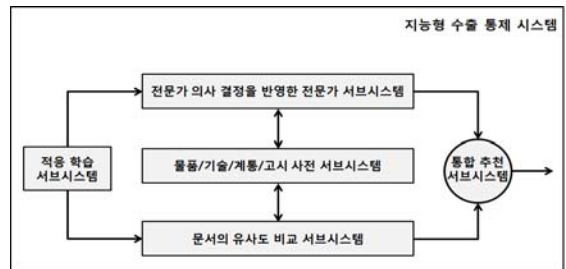 지능형 수출 통제 시스템
전문가 의사 결정을 반영한 전문가 서브시스템
적응 학습
서브시스템
물품/기술/계통/고시 사전 서브시스템
통합 추천
서브시스템
문서의 유사도 비교 서브시스템